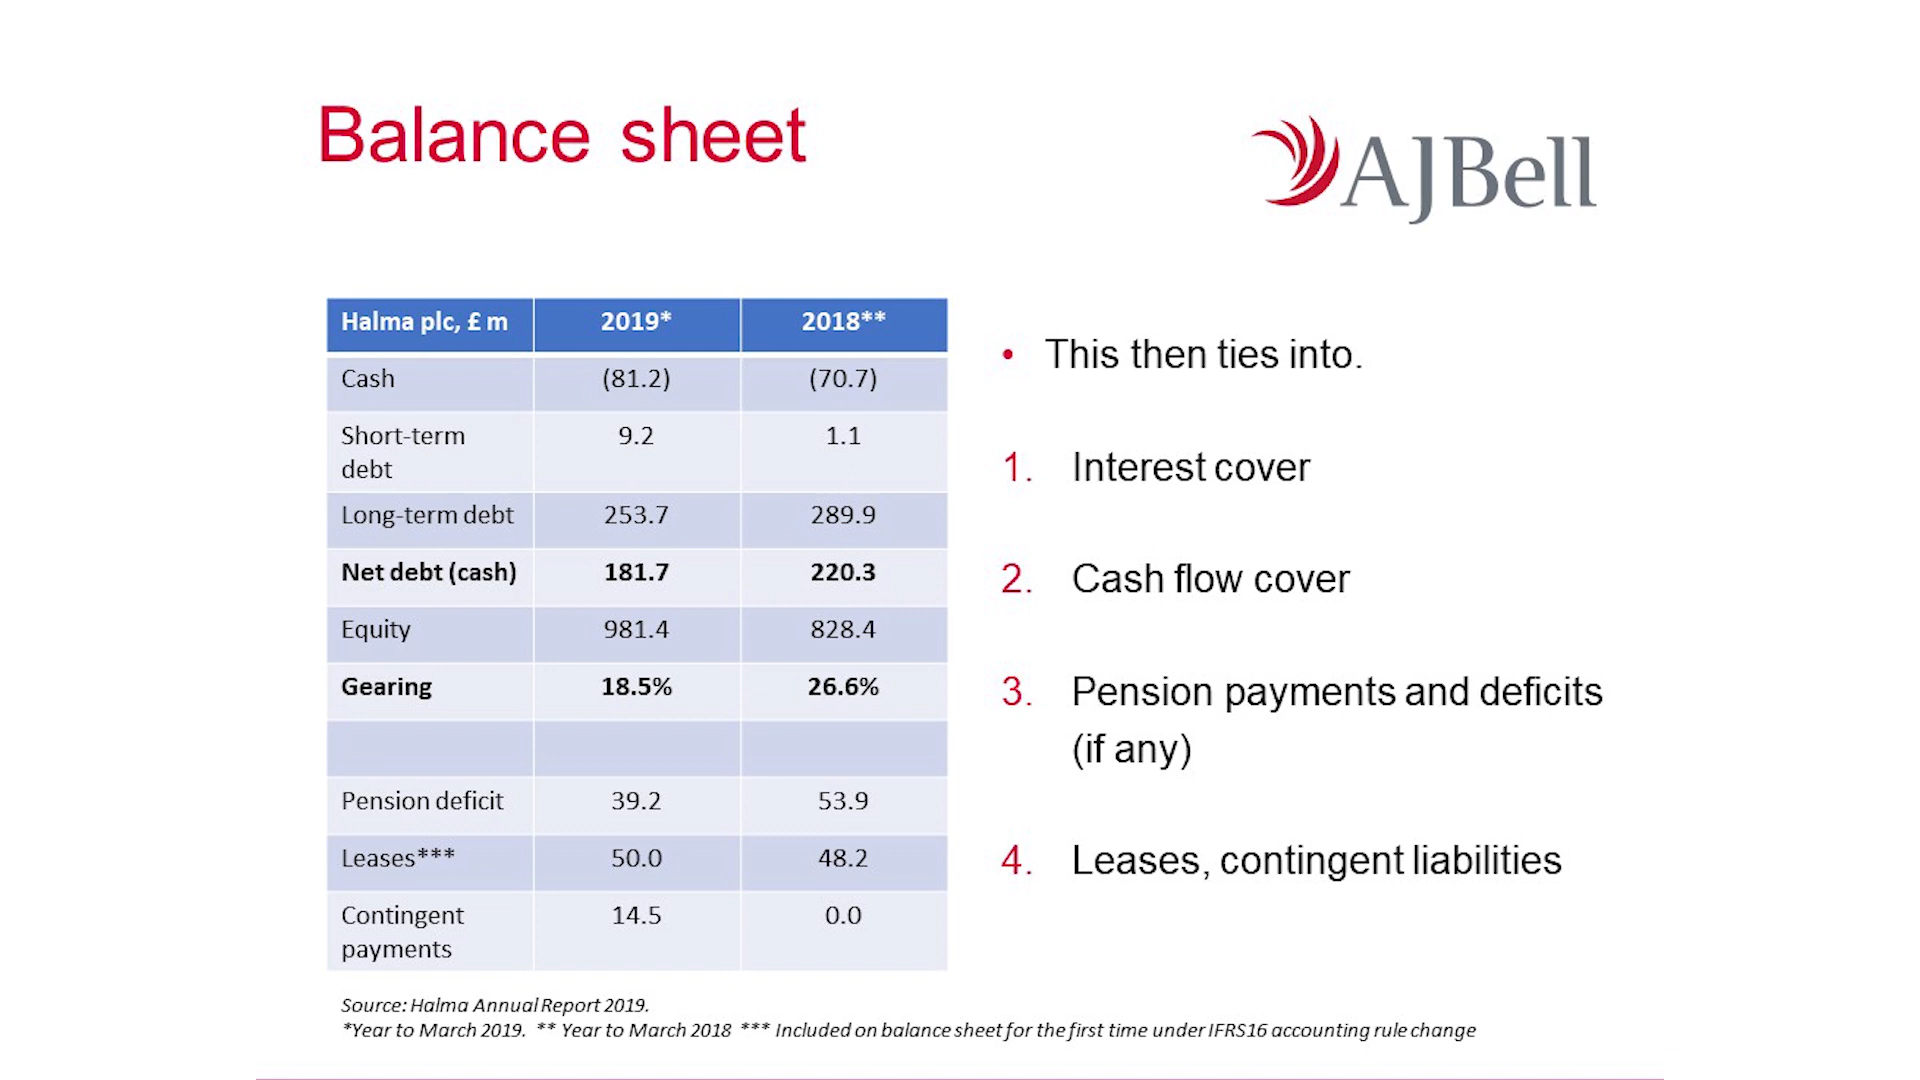 Balance sheet
AJBell
Halma plc, £ m 2019* 2018**
Cash (81.2) (70.7)
Short-term debt 9.2 1.1
Long-term debt 253.7 289.9
Net debt (cash) 181.7 220.3
Equity 981.4 828.4
Gearing 18.5% 26.6%
Pension deficit 39.2 53.9
Leases*** 50.0 48.2
Contingent payments 14.5 0.0
• This then ties into.
1. Interest cover
2. Cash flow cover
3. Pension payments and deficits
(if any)
4. Leases, contingent liabilities
Source: Halma Annual Report 2019.
*Year to March 2019. ** Year to March 2018 *** Included on balance sheet for the first time under IFRS16 accounting rule change